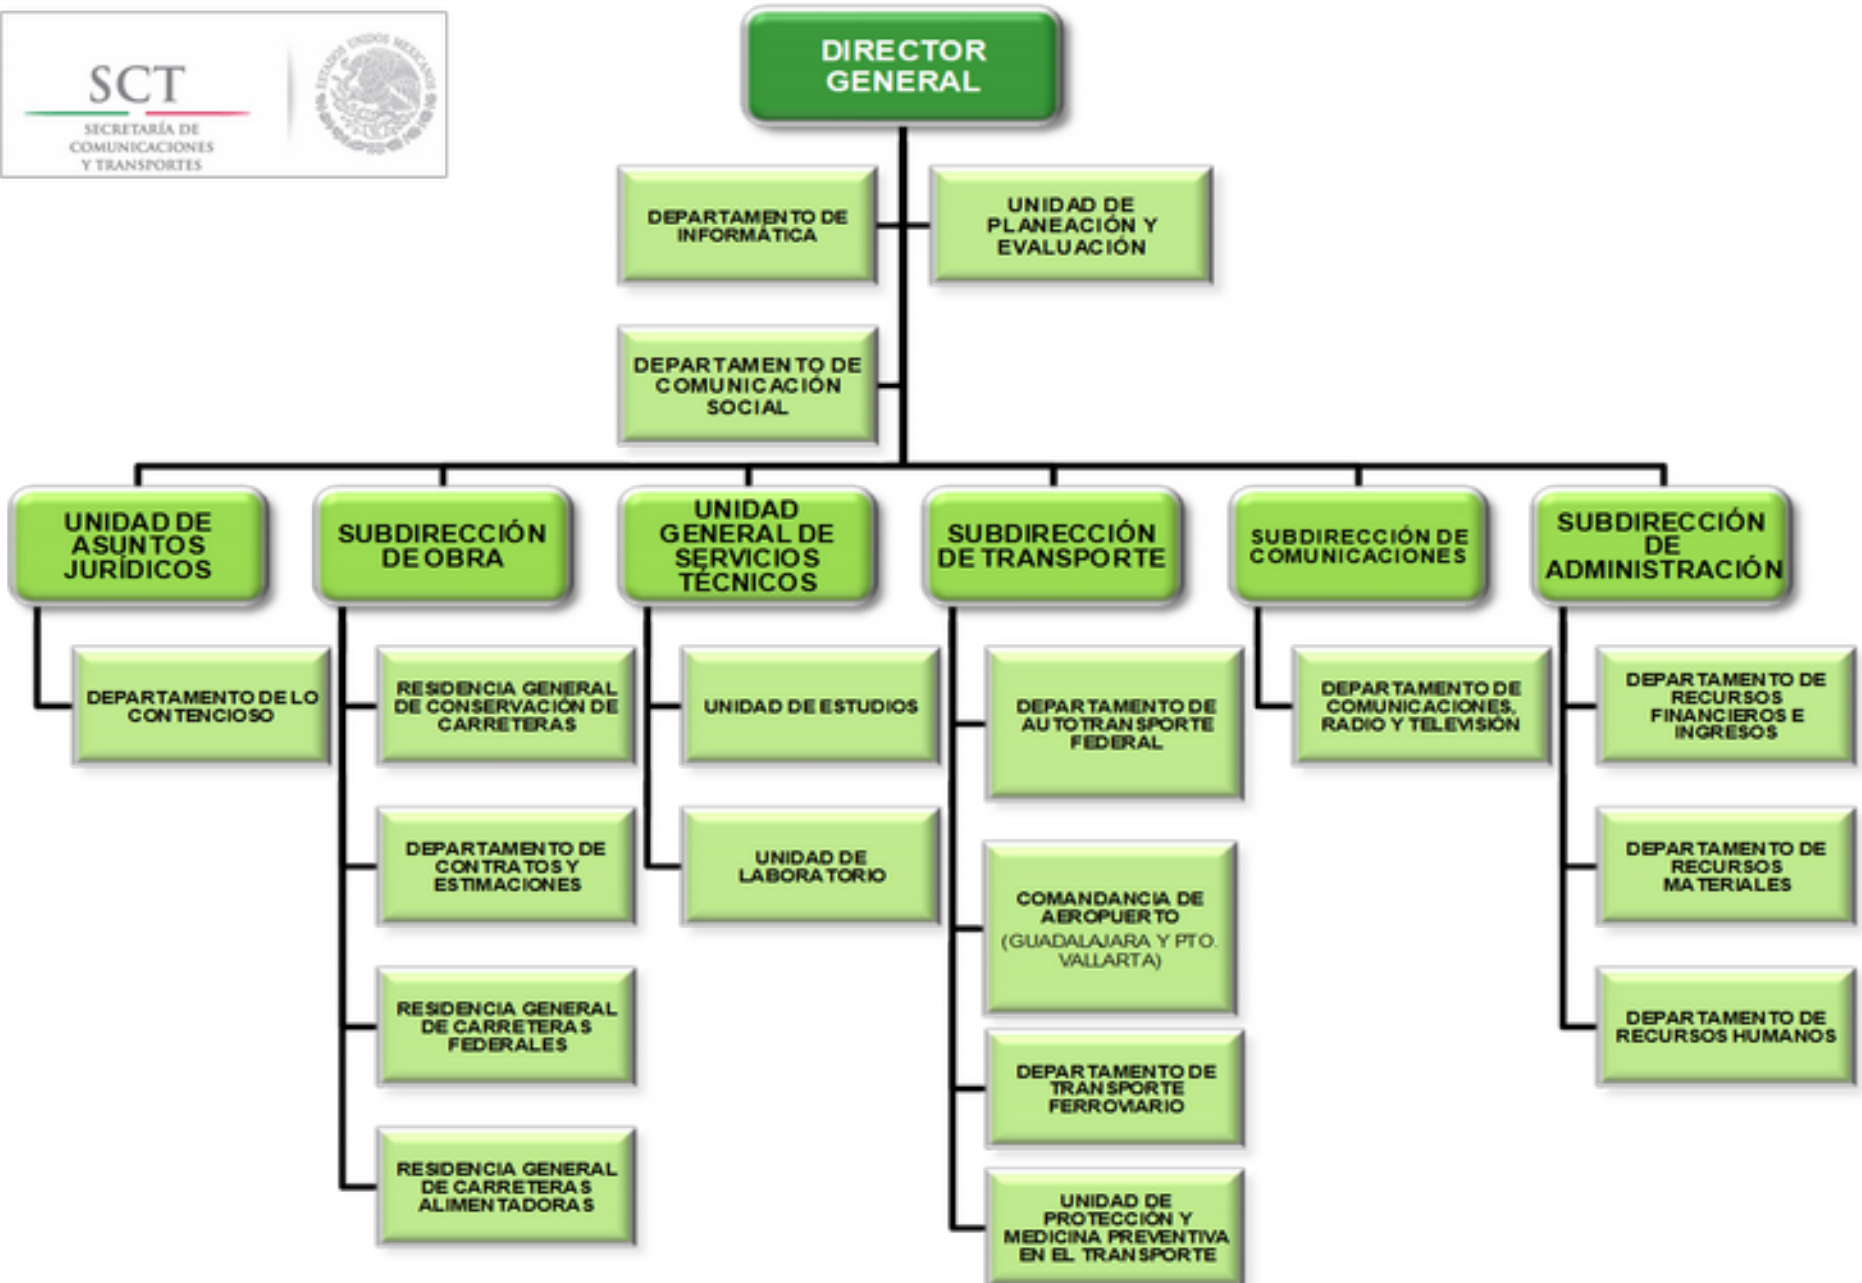 SCT
SECRETARÍA DE
COMUNICACIONES
Y TRANSPORTES
ESTADOS UNIDOS MEXICANOS
DIRECTOR
GENERAL
DEPARTAMENTO DE
INFORMÁTICA
UNIDAD DE
PLANEACIÓN Y
EVALUACIÓN
DEPARTAMENTO DE
COMUNICACIÓN
SOCIAL
UNIDAD DE
ASUNTOS
JURÍDICOS
DEPARTAMENTO DE LO
CONTENCIOSO
SUBDIRECCIÓN
DE OBRA
RESIDENCIA GENERAL
DE CONSERVACIÓN DE
CARRETERAS
DEPARTAMENTO DE
CONTRATOS Y
ESTIMACIONES
RESIDENCIA GENERAL
DE CARRETERAS
FEDERALES
RESIDENCIA GENERAL
DE CARRETERAS
ALIMENTADORAS
UNIDAD
GENERAL DE
SERVICIOS
TÉCNICOS
UNIDAD DE ESTUDIOS
UNIDAD DE
LABORATORIO
SUBDIRECCIÓN
DE TRANSPORTE
DEPARTAMENTO DE
AUTOTRANSPORTE
FEDERAL
COMANDANCIA DE
AEROPUERTO
(GUADALAJARA Y PTO.
VALLARTA)
DEPARTAMENTO DE
TRANSPORTE
FERROVIARIO
UNIDAD DE
PROTECCIÓN Y
MEDICINA PREVENTIVA
EN EL TRANSPORTE
SUBDIRECCIÓN DE
COMUNICACIONES
DEPARTAMENTO DE
COMUNICACIONES,
RADIO Y TELEVISIÓN
SUBDIRECCIÓN
DE
ADMINISTRACIÓN
DEPARTAMENTO DE
RECURSOS
FINANCIEROS E
INGRESOS
DEPARTAMENTO DE
RECURSOS
MATERIALES
DEPARTAMENTO DE
RECURSOS HUMANOS